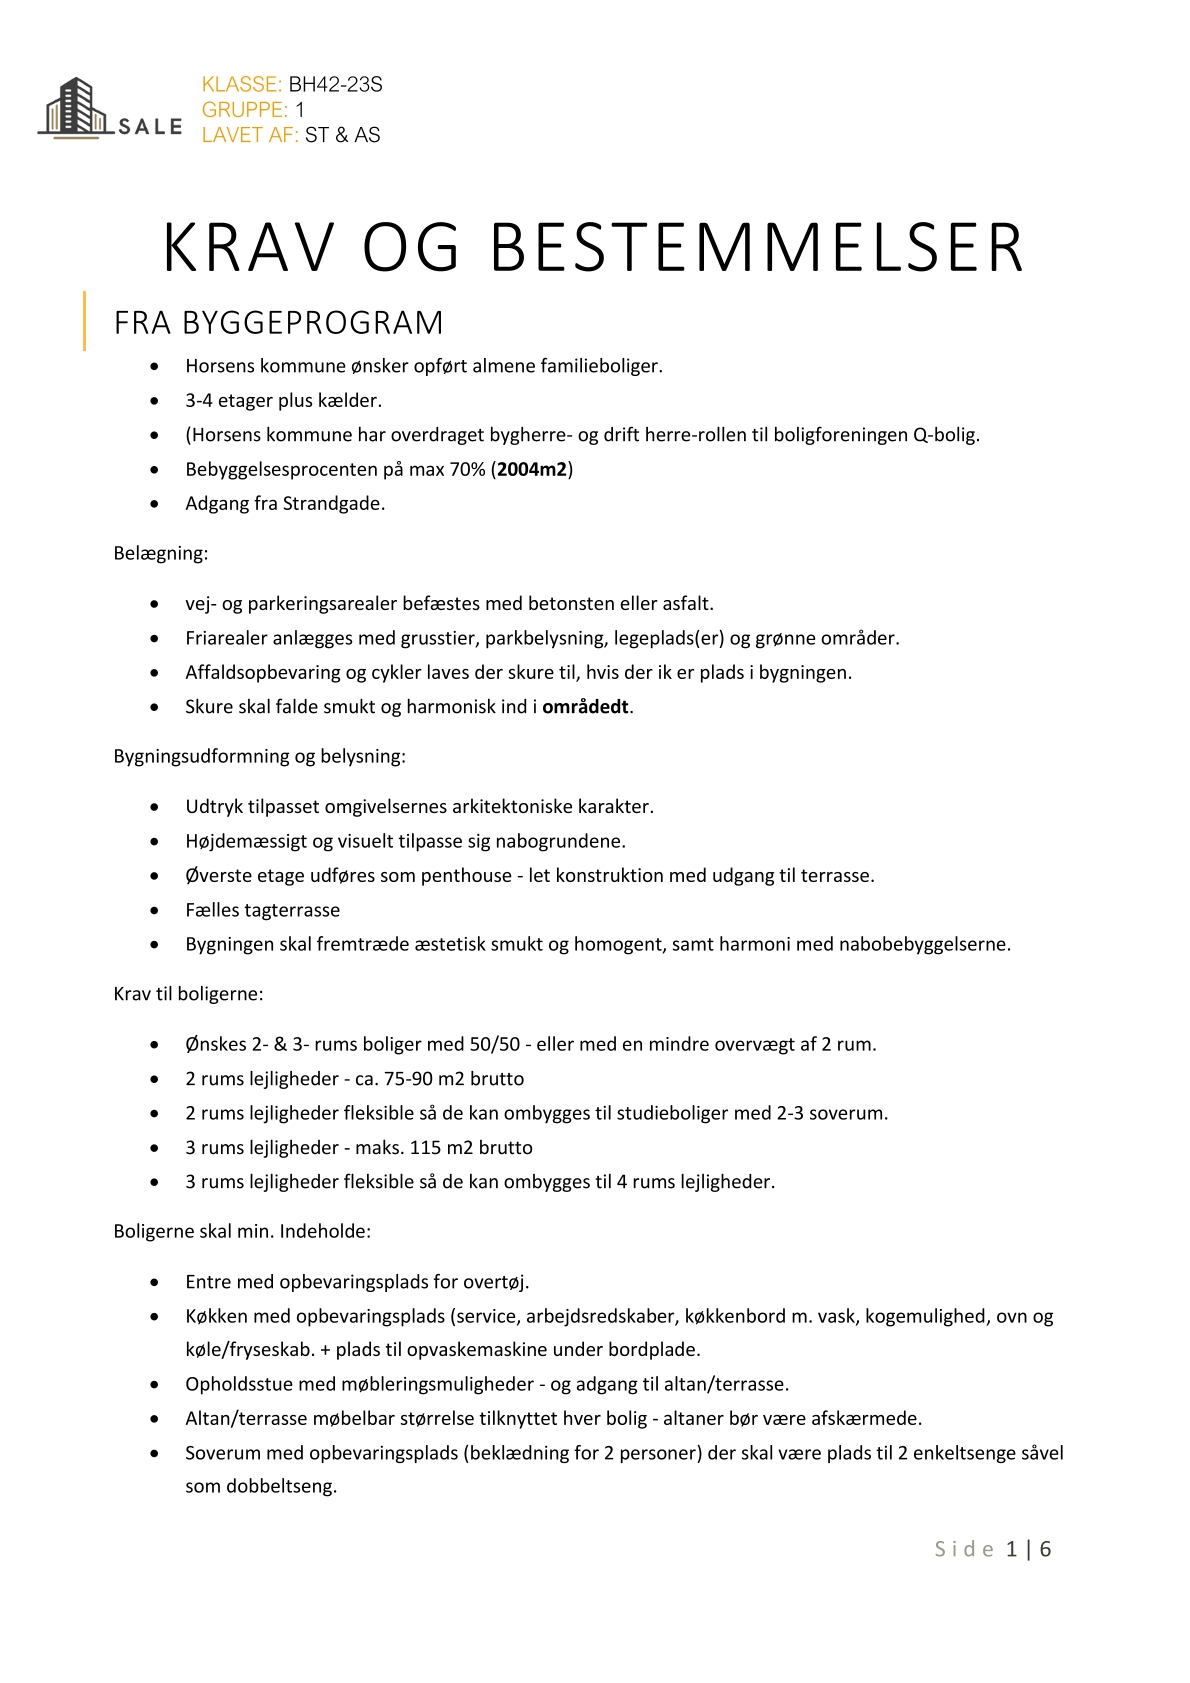 SALE
KLASSE: BH42-23S
GRUPPE: 1
LAVET AF: ST & AS
KRAV OG BESTEMMELSER
FRA BYGGEPROGRAM
• Horsens kommune ønsker opført almene familieboliger.
• 3-4 etager plus kælder.
• (Horsens kommune har overdraget bygherre- og drift herre-rollen til boligforeningen Q-bolig.
• Bebyggelsesprocenten på max 70% (2004m2)
• Adgang fra Strandgade.
Belægning:
• vej- og parkeringsarealer befæstes med betonsten eller asfalt.
• Friarealer anlægges med grusstier, parkbelysning, legeplads(er) og grønne områder.
• Affaldsopbevaring og cykler laves der skure til, hvis der ik er plads i bygningen.
• Skure skal falde smukt og harmonisk ind i områdedt.
Bygningsudformning og belysning:
• Udtryk tilpasset omgivelsernes arkitektoniske karakter.
• Højdemæssigt og visuelt tilpasse sig nabogrundene.
• Øverste etage udføres som penthouse - let konstruktion med udgang til terrasse.
• Fælles tagterrasse
• Bygningen skal fremtræde æstetisk smukt og homogent, samt harmoni med nabobebyggelserne.
Krav til boligerne:
• Ønskes 2- & 3- rums boliger med 50/50 - eller med en mindre overvægt af 2 rum.
• 2 rums lejligheder - ca. 75-90 m2 brutto
• 2 rums lejligheder fleksible så de kan ombygges til studieboliger med 2-3 soverum.
• 3 rums lejligheder - maks. 115 m2 brutto
• 3 rums lejligheder fleksible så de kan ombygges til 4 rums lejligheder.
Boligerne skal min. Indeholde:
• Entre med opbevaringsplads for overtøj.
• Køkken med opbevaringsplads (service, arbejdsredskaber, køkkenbord m. vask, kogemulighed, ovn og
køle/fryseskab. + plads til opvaskemaskine under bordplade.
• Opholdsstue med møbleringsmuligheder - og adgang til altan/terrasse.
• Altan/terrasse møbelbar størrelse tilknyttet hver bolig - altaner bør være afskærmede.
• Soverum med opbevaringsplads (beklædning for 2 personer) der skal være plads til 2 enkeltsenge såvel
som dobbeltseng.
Side 1 | 6